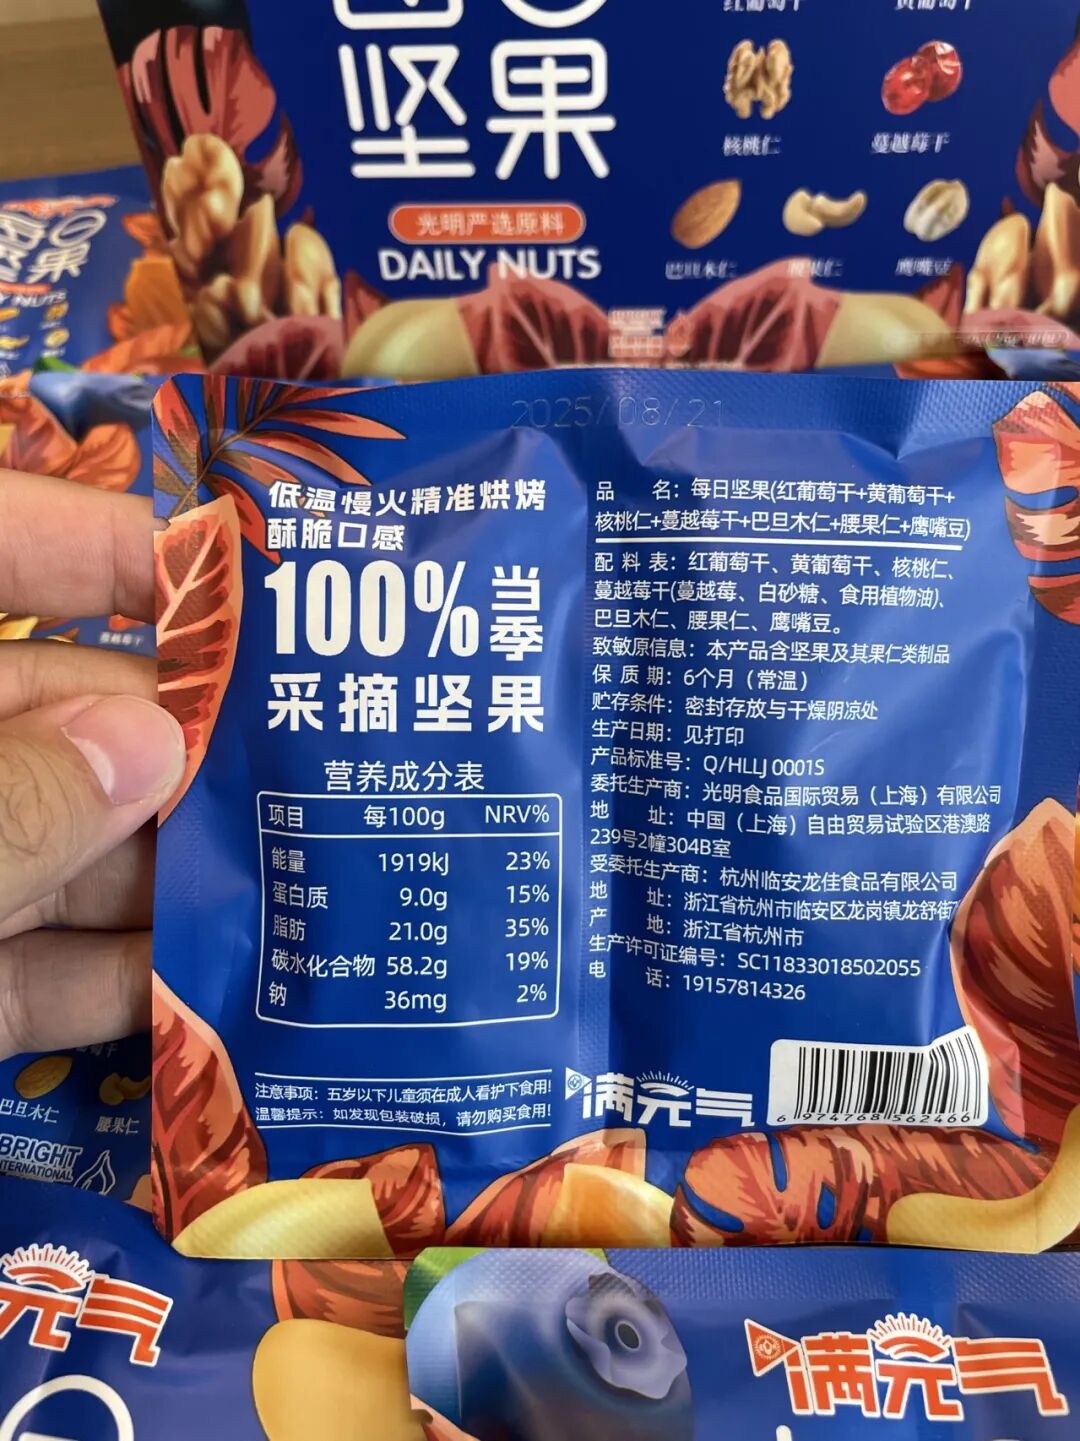 坚果
光明严选原料
DAILY NUTS
核桃仁
蔓越莓干
巴旦木仁
腰果仁
鹰嘴豆
2025/08/21
低温慢火精准烘烤
酥脆口感
100%当季
采摘坚果
营养成分表
项目 每100g NRV%
能量 1919kJ 23%
蛋白质 9.0g 15%
脂肪 21.0g 35%
碳水化合物 58.2g 19%
钠 36mg 2%
注意事项：五岁以下儿童须在成人看护下食用!
温馨提示：如发现包装破损，请勿购买食用!
品 名：每日坚果(红葡萄干+黄葡萄干+
核桃仁+蔓越莓干+巴旦木仁+腰果仁+鹰嘴豆)
配 料 表：红葡萄干、黄葡萄干、核桃仁、
蔓越莓干(蔓越莓、白砂糖、食用植物油)、
巴旦木仁、腰果仁、鹰嘴豆。
致敏原信息：本产品含坚果及其果仁类制品
保 质 期：6个月（常温）
贮存条件：密封存放与干燥阴凉处
生产日期：见打印
产品标准号：Q/HLLJ 0001S
委托生产商：光明食品国际贸易（上海）有限公司
地 址：中国（上海）自由贸易试验区港澳路
239号2幢304B室
受委托生产商：杭州临安龙佳食品有限公司
地 址：浙江省杭州市临安区龙岗镇龙舒街
产 地：浙江省杭州市
生产许可证编号：SC11833018502055
电 话：19157814326
满元气
6 974768 562466
巴旦木仁
腰果仁
BRIGHT
INTERNATIONAL
元气
满元气